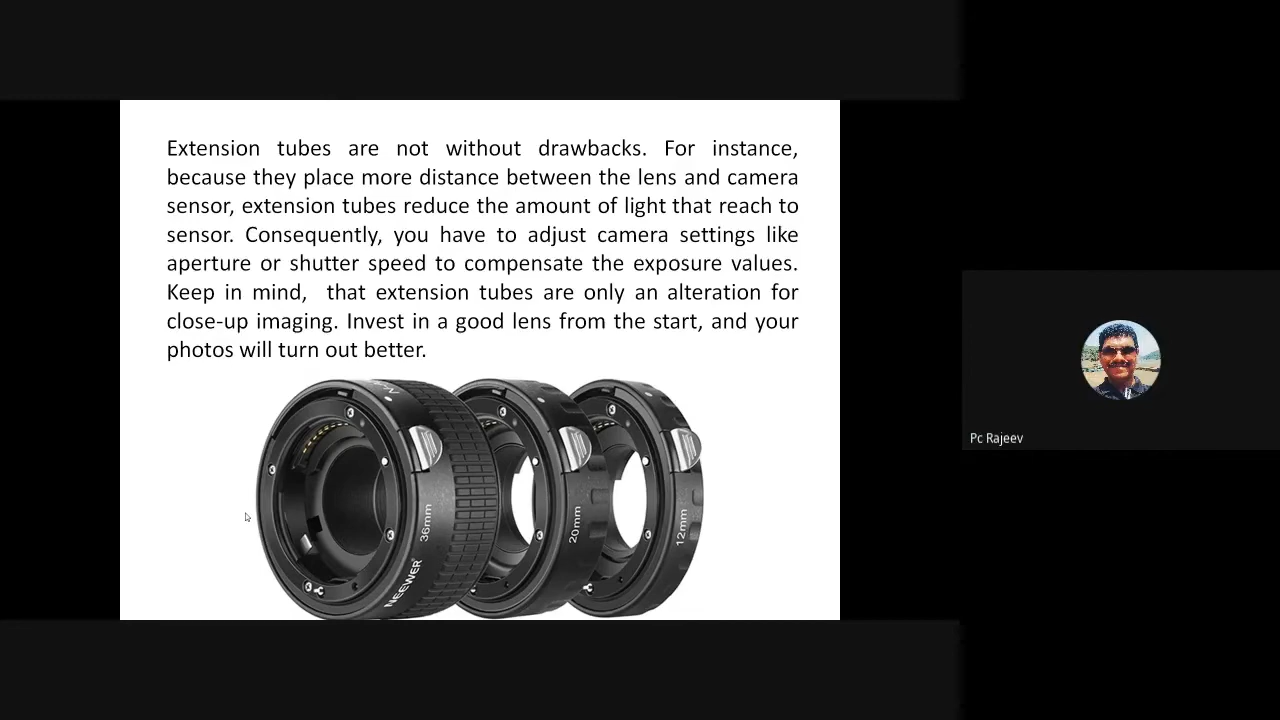 Extension tubes are not without drawbacks. For instance,
because they place more distance between the lens and camera
sensor, extension tubes reduce the amount of light that reach to
sensor. Consequently, you have to adjust camera settings like
aperture or shutter speed to compensate the exposure values.
Keep in mind, that extension tubes are only an alteration for
close-up imaging. Invest in a good lens from the start, and your
photos will turn out better.
36mm
NEEWER
20mm
12mm
Pc Rajeev